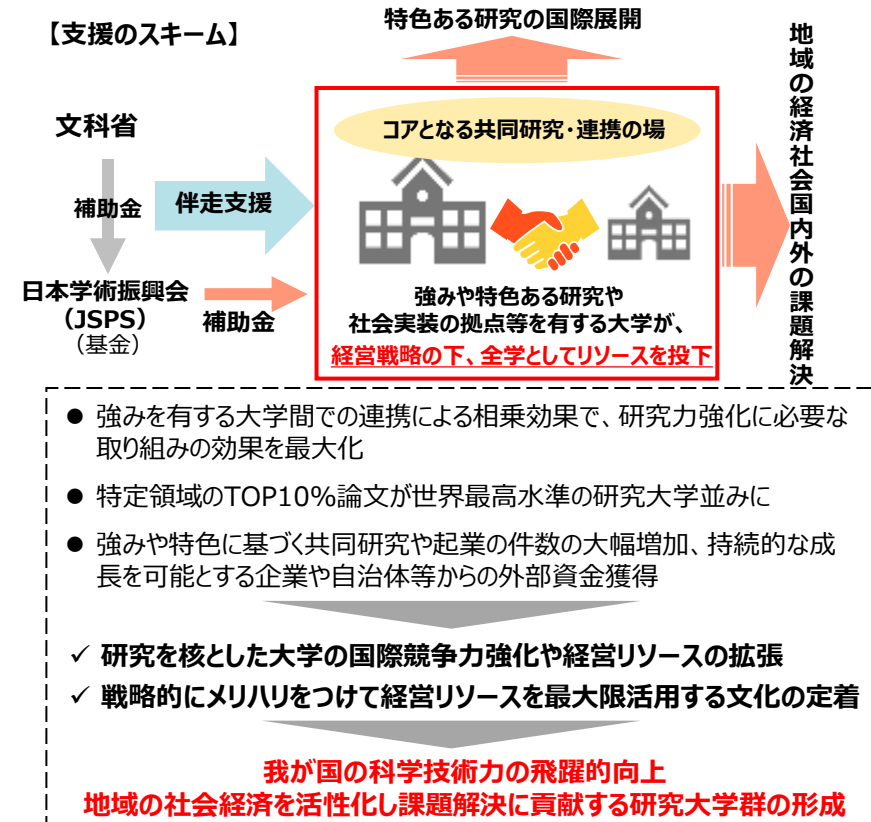 【支援のスキーム】
特色ある研究の国際展開
文科省
補助金
伴走支援
日本学術振興会
（JSPS）
（基金）
補助金
コアとなる共同研究・連携の場
強みや特色ある研究や
社会実装の拠点等を有する大学が、
経営戦略の下、全学としてリソースを投下
地域の経済社会国内外の課題解決
● 強みを有する大学間での連携による相乗効果で、研究力強化に必要な
取り組みの効果を最大化
● 特定領域のTOP10%論文が世界最高水準の研究大学並みに
● 強みや特色に基づく共同研究や起業の件数の大幅増加、持続的な成
長を可能とする企業や自治体等からの外部資金獲得
✓ 研究を核とした大学の国際競争力強化や経営リソースの拡張
✓ 戦略的にメリハリをつけて経営リソースを最大限活用する文化の定着
我が国の科学技術力の飛躍的向上
地域の社会経済を活性化し課題解決に貢献する研究大学群の形成